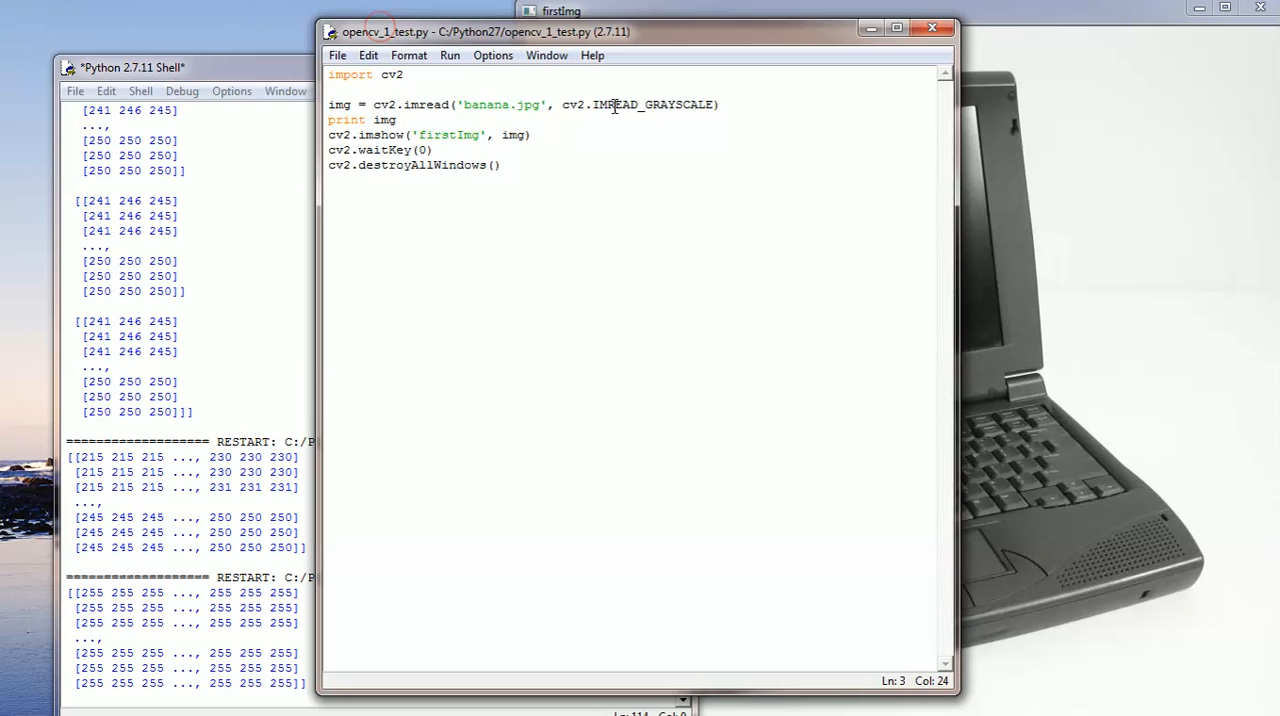 firstImg
opencv_1_test.py - C:/Python27/opencv_1_test.py (2.7.11)
File Edit Format Run Options Window Help
import cv2
img = cv2.imread('banana.jpg', cv2.IMREAD_GRAYSCALE)
print img
cv2.imshow('firstImg', img)
cv2.waitKey(0)
cv2.destroyAllWindows()
Ln: 3 Col: 24
*Python 2.7.11 Shell*
File Edit Shell Debug Options Window
[241 246 245]
...,
[250 250 250]
[250 250 250]
[250 250 250]]
[[241 246 245]
[241 246 245]
[241 246 245]
...,
[250 250 250]
[250 250 250]
[250 250 250]]
[[241 246 245]
[241 246 245]
[241 246 245]
...,
[250 250 250]
[250 250 250]
[250 250 250]]]
=================== RESTART: C:/P
[[215 215 215 ..., 230 230 230]
[215 215 215 ..., 230 230 230]
[215 215 215 ..., 231 231 231]
...,
[245 245 245 ..., 250 250 250]
[245 245 245 ..., 250 250 250]
[245 245 245 ..., 250 250 250]]
=================== RESTART: C:/P
[[255 255 255 ..., 255 255 255]
[255 255 255 ..., 255 255 255]
[255 255 255 ..., 255 255 255]
...,
[255 255 255 ..., 255 255 255]
[255 255 255 ..., 255 255 255]
[255 255 255 ..., 255 255 255]]